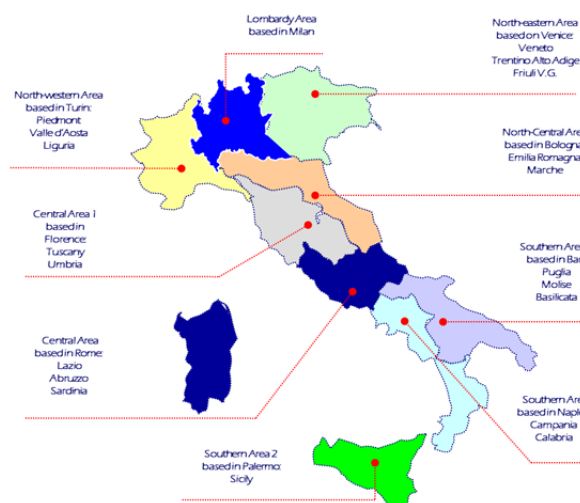 Lombardy Area
based in Milan
North-eastern Area
based on Venice:
Veneto
Trentino Alto Adige
Friuli V.G.
North-western Area
based in Turin:
Piedmont
Valle d'Aosta
Liguria
North-Central Area
based in Bologna
Emilia Romagna
Marche
Central Area 1
based in
Florence:
Tuscany
Umbria
Southern Area
based in Bar
Puglia
Molise
Basilicata
Central Area
based in Rome:
Lazio
Abruzzo
Sardinia
Southern Area
based in Naple
Campania
Calabria
Southern Area 2
based in Palermo:
Sicily